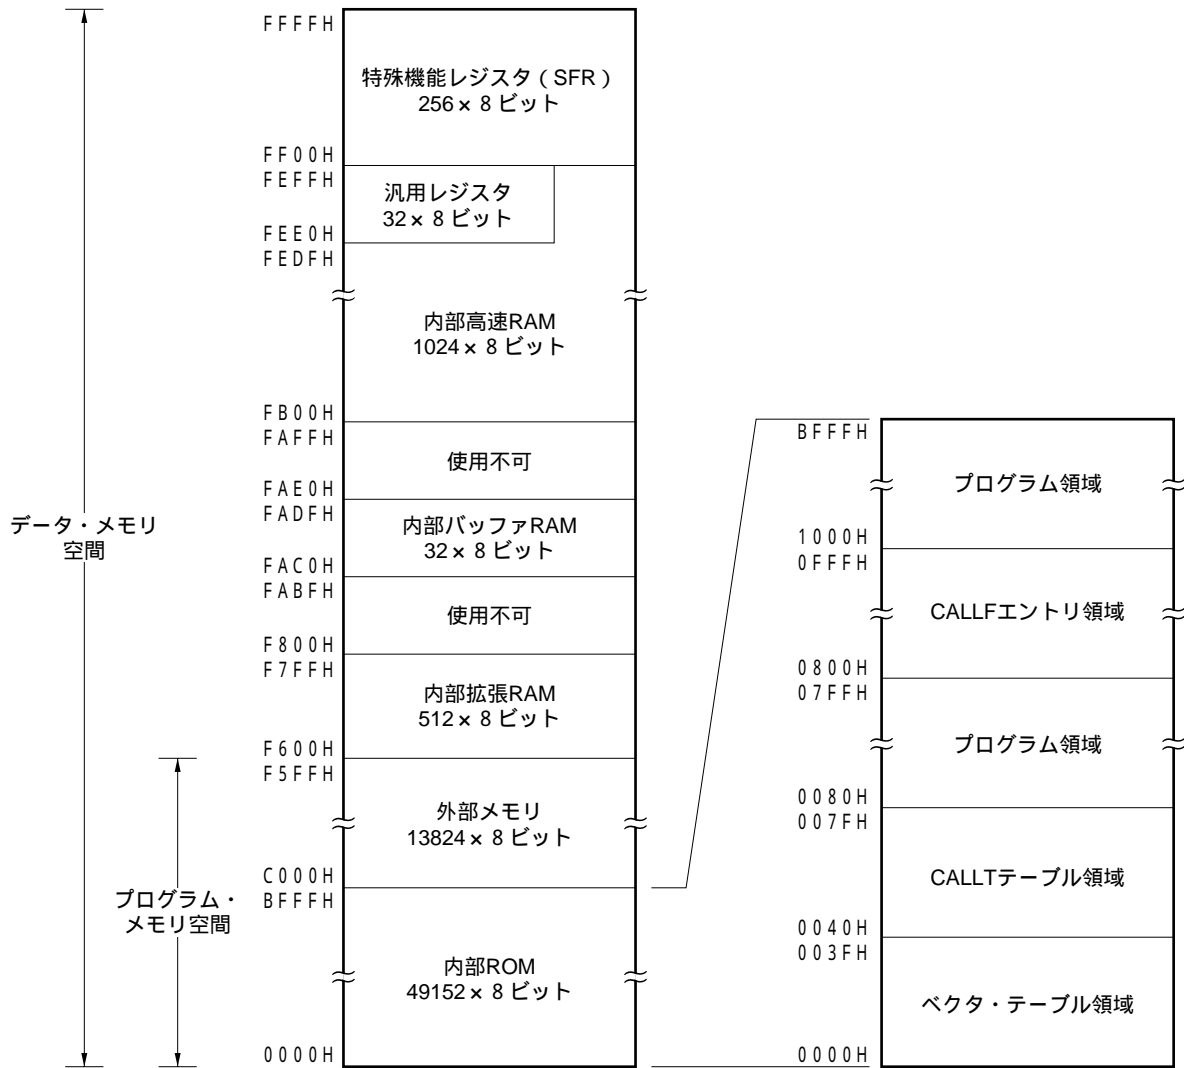 FFFFH
特殊機能レジスタ（SFR）
256× 8 ビット
FF00H
FEFFH
汎用レジスタ
32× 8 ビット
FEE0H
FEDFH
内部高速RAM
1024× 8 ビット
FB00H
FAFFH
使用不可
FAE0H
FADFH
内部バッファRAM
32× 8 ビット
FAC0H
FABFH
使用不可
F800H
F7FFH
内部拡張RAM
512× 8 ビット
F600H
F5FFH
外部メモリ
13824× 8 ビット
C000H
BFFFH
内部ROM
49152× 8 ビット
0000H
データ・メモリ
空間
プログラム・
メモリ空間
BFFFH
プログラム領域
1000H
0FFFH
CALLFエントリ領域
0800H
07FFH
プログラム領域
0080H
007FH
CALLTテーブル領域
0040H
003FH
ベクタ・テーブル領域
0000H